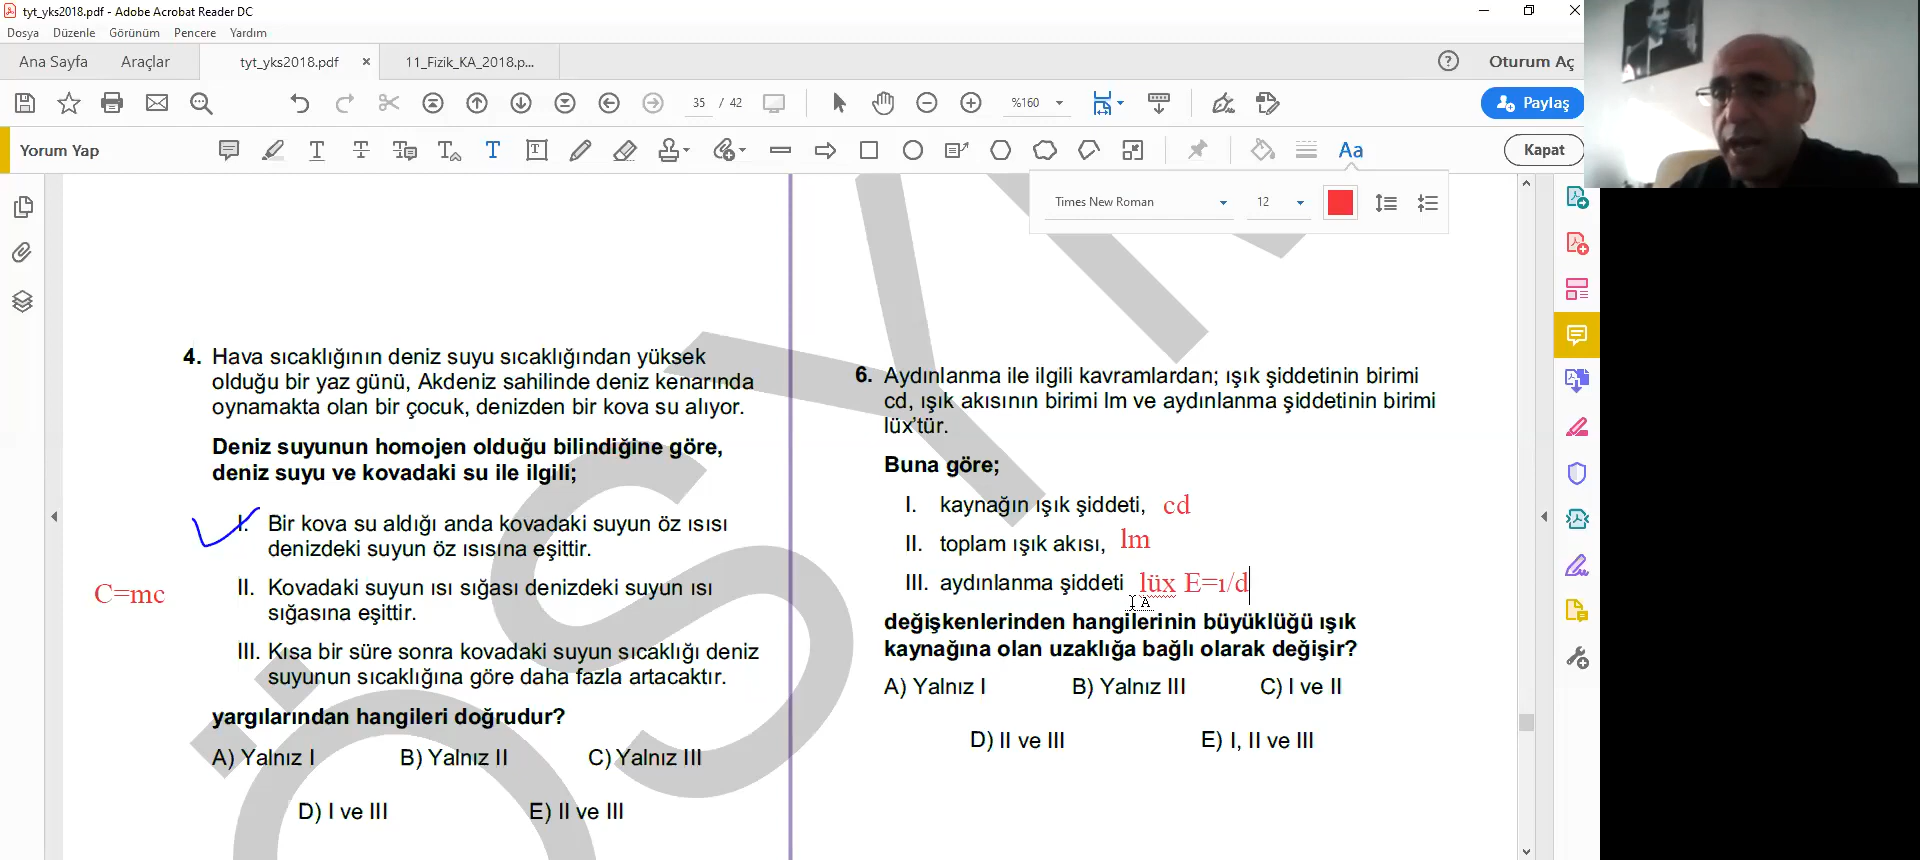 tyt_yks2018.pdf - Adobe Acrobat Reader DC
Dosya Düzenle Görünüm Pencere Yardım
Ana Sayfa Araçlar tyt_yks2018.pdf × 11_Fizik_KA_2018.p... Oturum Aç
35 / 42 %160 Paylaş
Yorum Yap Aa Kapat
Times New Roman 12
4. Hava sıcaklığının deniz suyu sıcaklığından yüksek
olduğu bir yaz günü, Akdeniz sahilinde deniz kenarında
oynamakta olan bir çocuk, denizden bir kova su alıyor.
Deniz suyunun homojen olduğu bilindiğine göre,
deniz suyu ve kovadaki su ile ilgili;
I. Bir kova su aldığı anda kovadaki suyun öz ısısı
denizdeki suyun öz ısısına eşittir.
C=mc
II. Kovadaki suyun ısı sığası denizdeki suyun ısı
sığasına eşittir.
III. Kısa bir süre sonra kovadaki suyun sıcaklığı deniz
suyunun sıcaklığına göre daha fazla artacaktır.
yargılarından hangileri doğrudur?
A) Yalnız I B) Yalnız II C) Yalnız III
D) I ve III E) II ve III
6. Aydınlanma ile ilgili kavramlardan; ışık şiddetinin birimi
cd, ışık akısının birimi lm ve aydınlanma şiddetinin birimi
lüx'tür.
Buna göre;
I. kaynağın ışık şiddeti, cd
II. toplam ışık akısı, lm
III. aydınlanma şiddeti lüx E=ı/d
değişkenlerinden hangilerinin büyüklüğü ışık
kaynağına olan uzaklığa bağlı olarak değişir?
A) Yalnız I B) Yalnız III C) I ve II
D) II ve III E) I, II ve III
ÖSYM